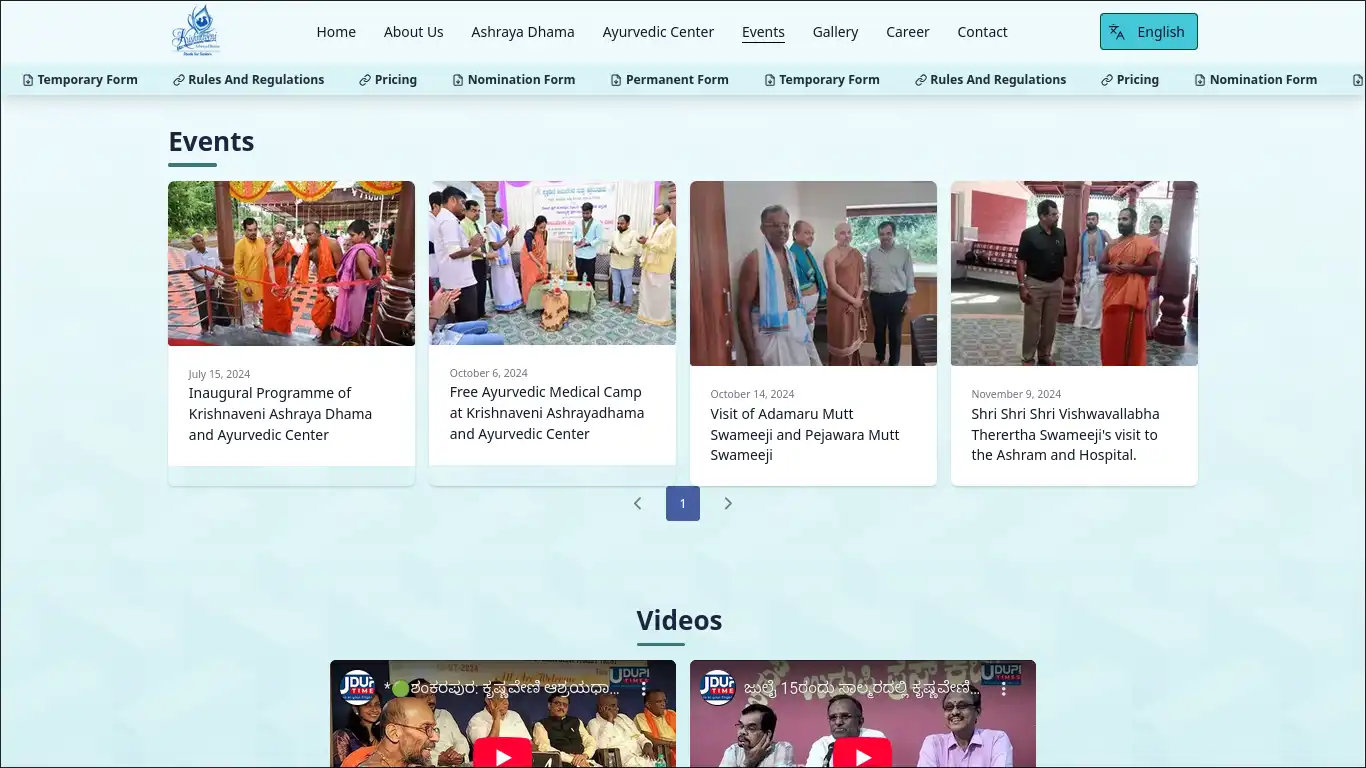 Krishnaveni
Home
About Us
Ashraya Dhama
Ayurvedic Center
Events
Gallery
Career
Contact
English
Temporary Form
Rules And Regulations
Pricing
Nomination Form
Permanent Form
Temporary Form
Rules And Regulations
Pricing
Nomination Form
Events
July 15, 2024
Inaugural Programme of
Krishnaveni Ashraya Dhama
and Ayurvedic Center
October 6, 2024
Free Ayurvedic Medical Camp
at Krishnaveni Ashrayadhama
and Ayurvedic Center
October 14, 2024
Visit of Adamaru Mutt
Swameeji and Pejawara Mutt
Swameeji
November 9, 2024
Shri Shri Shri Vishwavallabha
Therertha Swameeji's visit to
the Ashram and Hospital.
1
Videos
*🟢ಶಂಕರಪುರ: ಕೃಷ್ಣವೇಣಿ ಆಶ್ರಯಧಾ...
UDUPI
TIMES
ಜುಲೈ 15ರಂದು ಸಾಲ್ಮರದಲ್ಲಿ ಕೃಷ್ಣವೇಣಿ...
UDUPI
TIMES